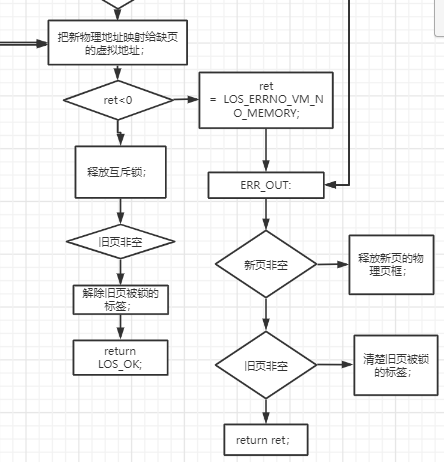 把新物理地址映射给缺页
的虚拟地址；
ret<0
ret
= LOS_ERRNO_VM_N
O_MEMORY;
释放互斥锁；
ERR_OUT:
旧页非空
新页非空
释放新页的物
理页框；
解除旧页被锁的
标签；
return
LOS_OK;
旧页非空
清楚旧页被锁
的标签；
return ret;